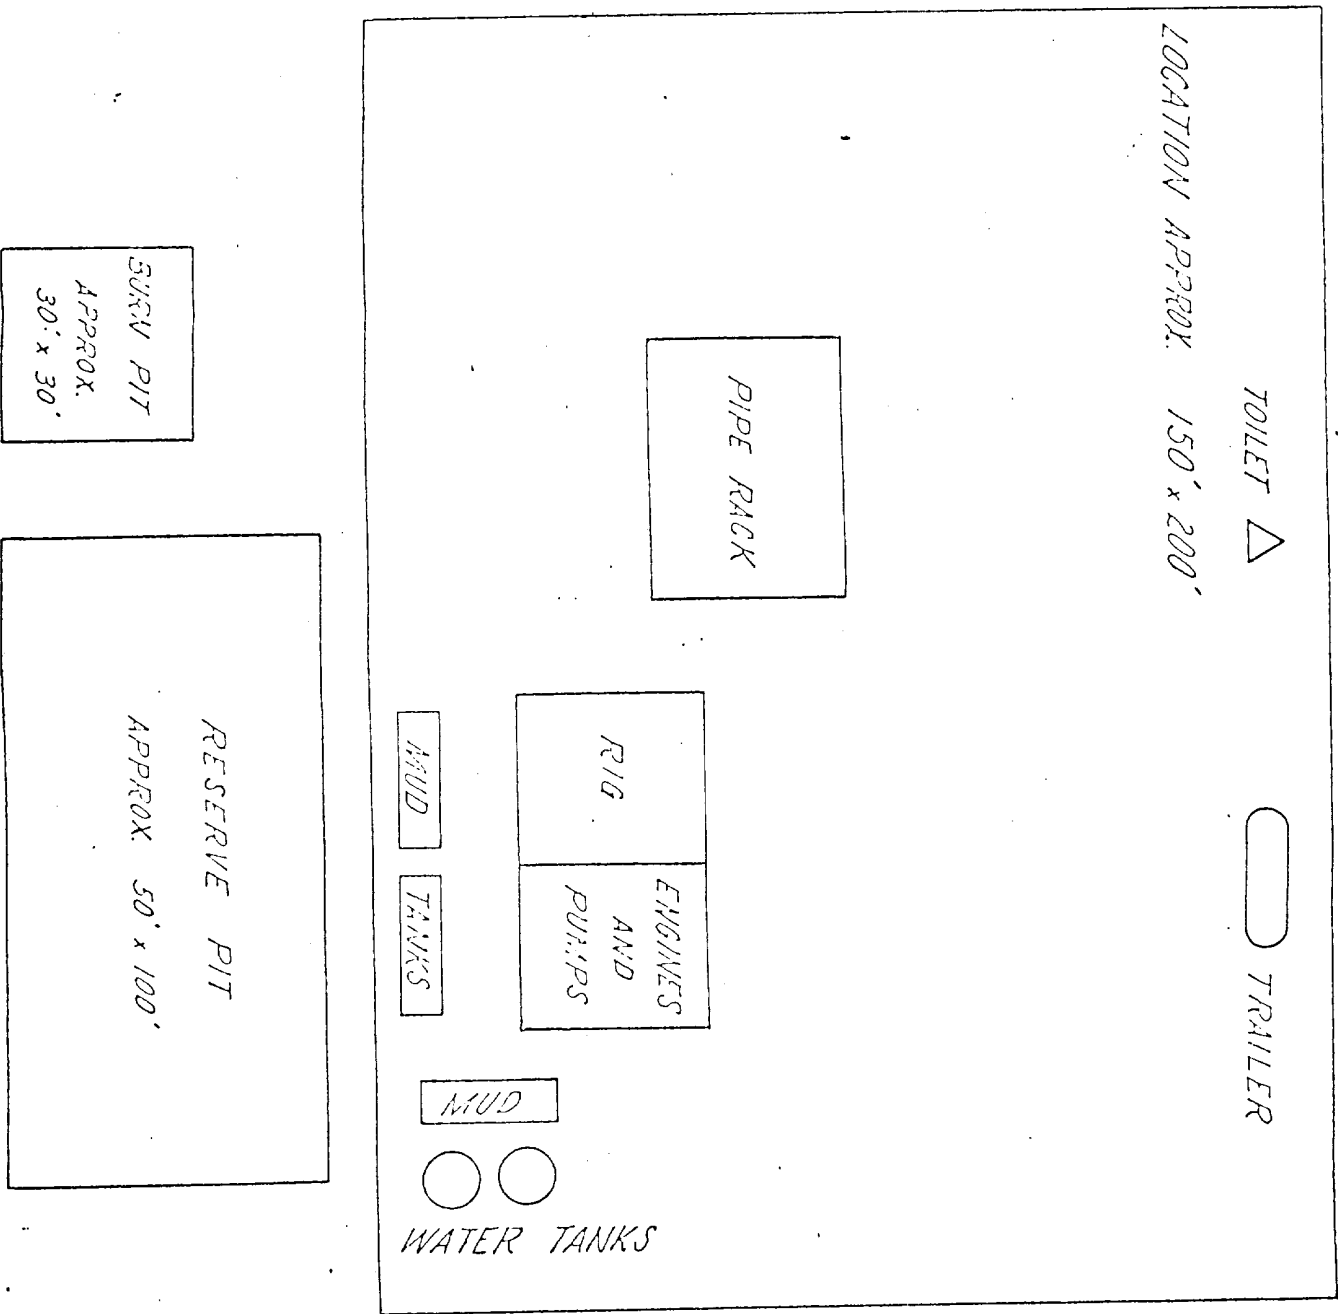 LOCATION APPROX. 150' x 200'
TOILET
TRAILER
PIPE RACK
RIG
ENGINES
AND
PUMPS
MUD
TANKS
MUD
WATER TANKS
BURN PIT
APPROX.
30' x 30'
RESERVE PIT
APPROX. 50' x 100'